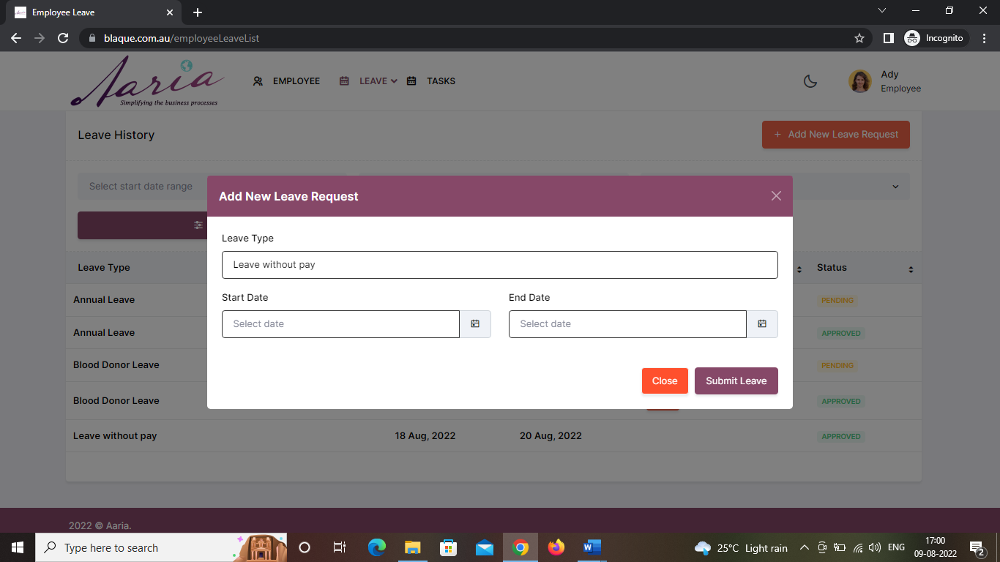 Employee Leave
blaque.com.au/employeeLeaveList
Incognito
Aaria
Simplifying the business processes
EMPLOYEE
LEAVE
TASKS
Ady
Employee
Leave History
+ Add New Leave Request
Select start date range
Add New Leave Request
Leave Type
Leave without pay
Start Date
End Date
Select date
Select date
Close
Submit Leave
Leave Type
Status
Annual Leave
PENDING
Annual Leave
APPROVED
Blood Donor Leave
PENDING
Blood Donor Leave
APPROVED
Leave without pay
18 Aug, 2022
20 Aug, 2022
APPROVED
2022 © Aaria.
Type here to search
25°C Light rain
ENG
17:00
09-08-2022
2